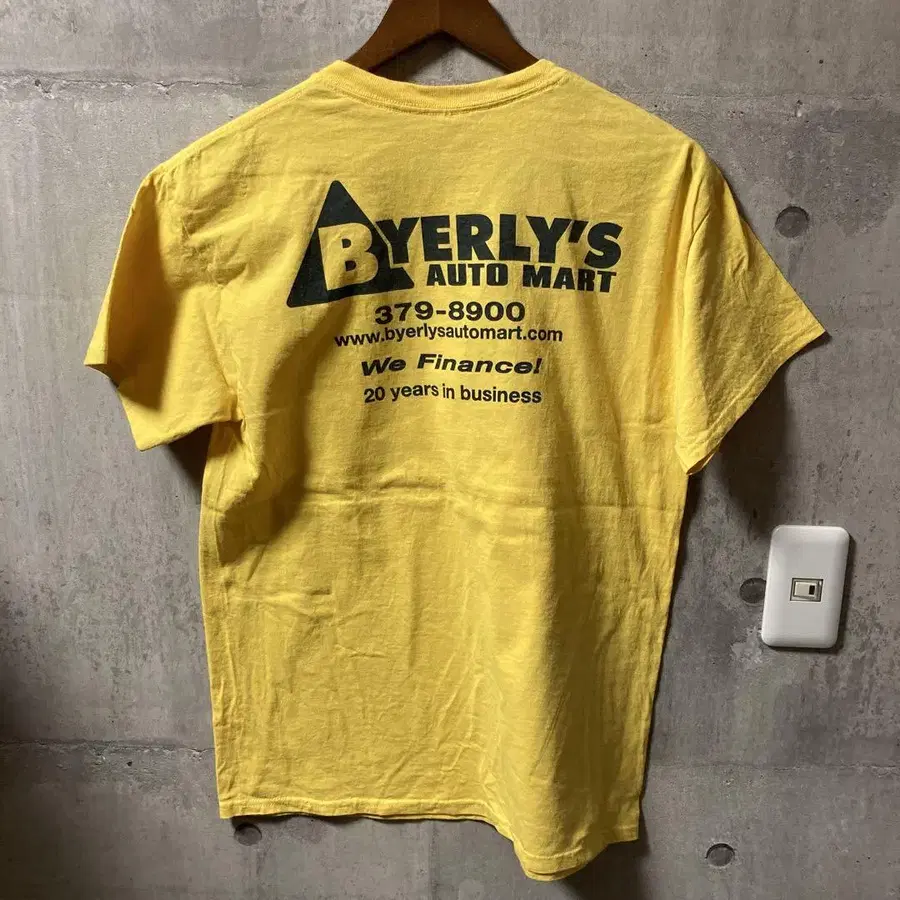 BYERLY'S
AUTO MART
379-8900
www.byerlysautomart.com
We Finance!
20 years in business